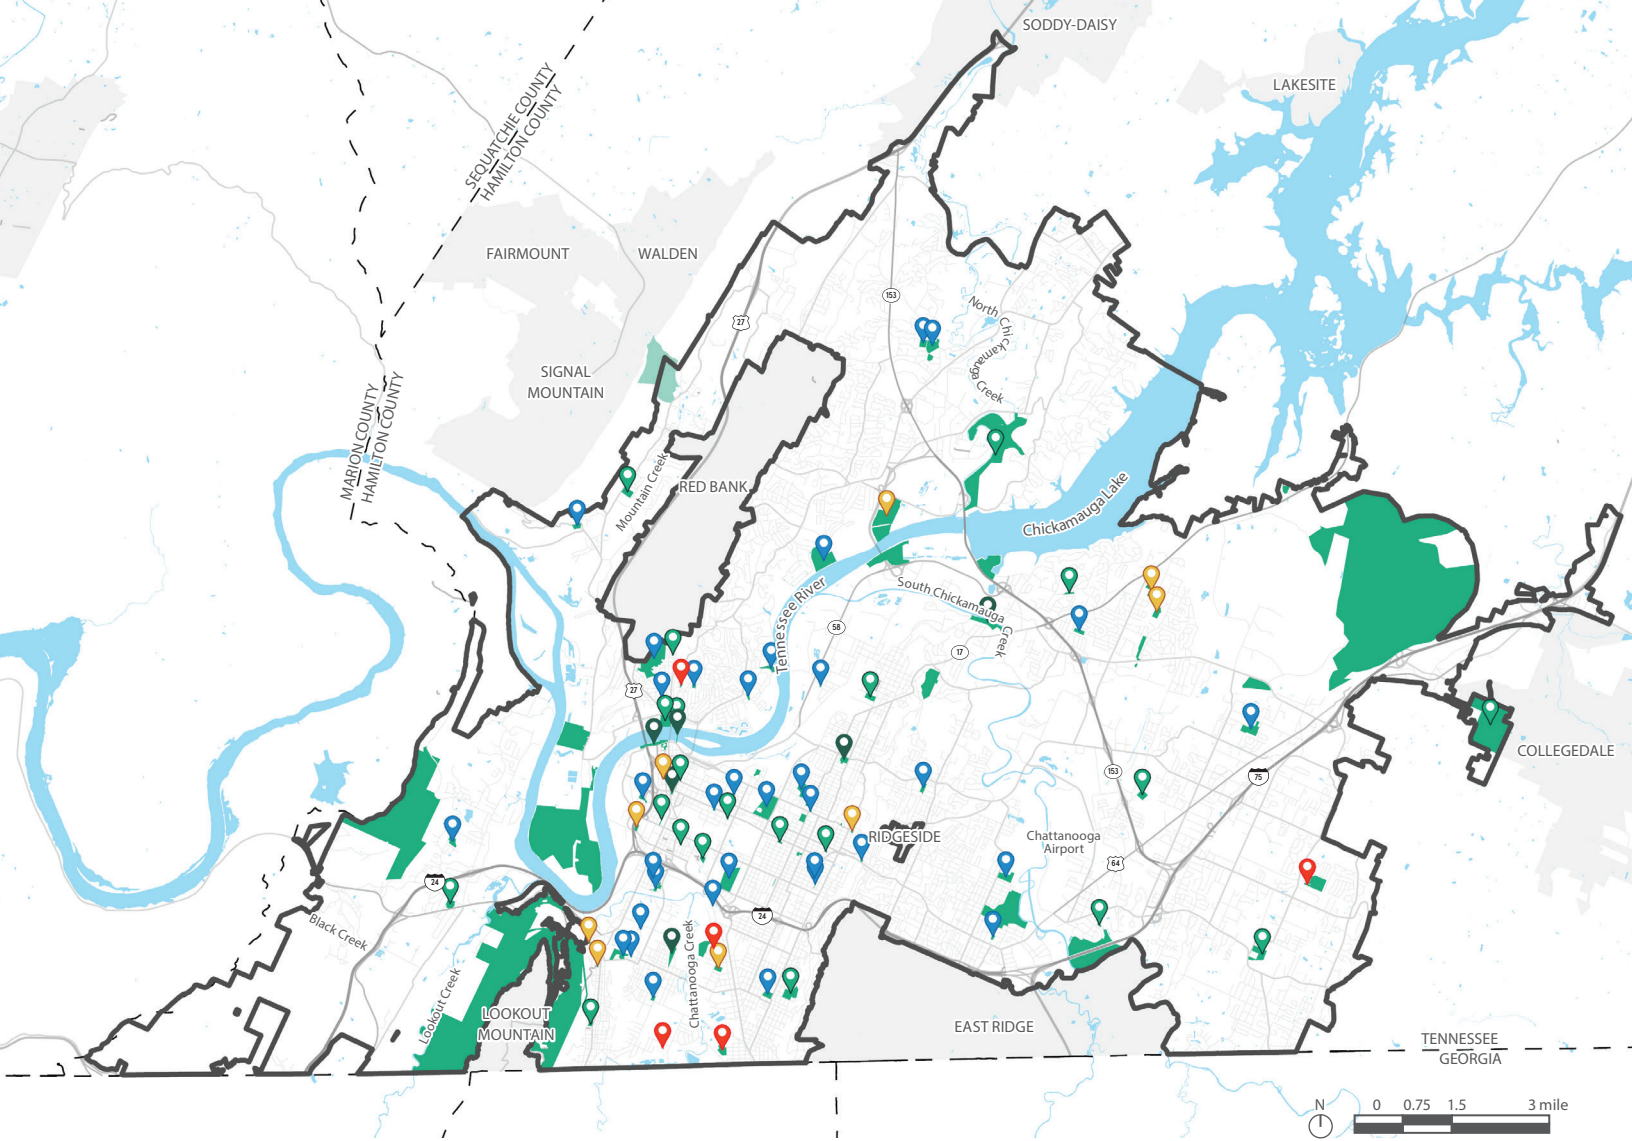 SODDY-DAISY
LAKESITE
SEQUATCHIE COUNTY
HAMILTON COUNTY
FAIRMOUNT
WALDEN
153
North Chickamauga Creek
27
SIGNAL
MOUNTAIN
MARION COUNTY
HAMILTON COUNTY
Mountain Creek
RED BANK
Chickamauga Lake
South Chickamauga Creek
Tennessee River
58
17
27
COLLEGEDALE
153
75
RIDGESIDE
Chattanooga
Airport
64
24
24
Black Creek
Chattanooga Creek
Lookout Creek
LOOKOUT
MOUNTAIN
EAST RIDGE
TENNESSEE
GEORGIA
N
0 0.75 1.5 3 mile